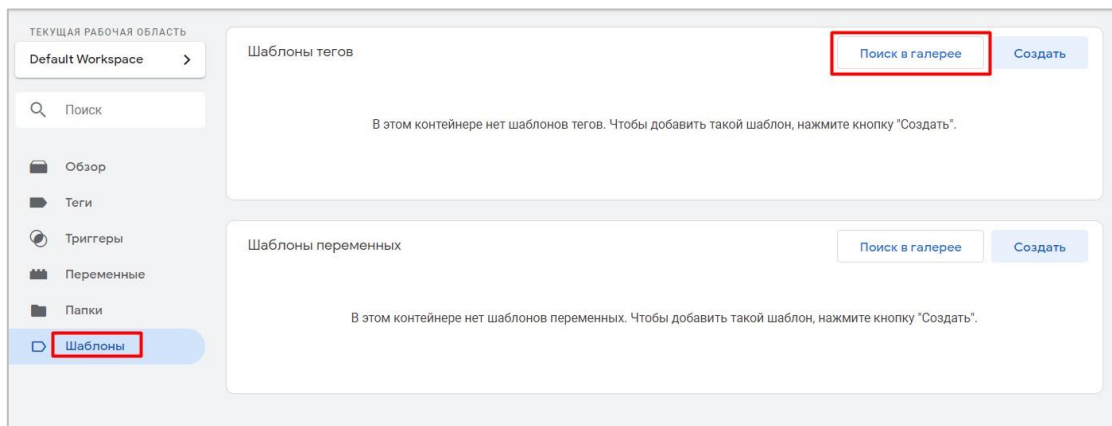 ТЕКУЩАЯ РАБОЧАЯ ОБЛАСТЬ
Default Workspace
Поиск
Обзор
Теги
Триггеры
Переменные
Папки
Шаблоны
Шаблоны тегов
Поиск в галерее
Создать
В этом контейнере нет шаблонов тегов. Чтобы добавить такой шаблон, нажмите кнопку "Создать".
Шаблоны переменных
Поиск в галерее
Создать
В этом контейнере нет шаблонов переменных. Чтобы добавить такой шаблон, нажмите кнопку "Создать".